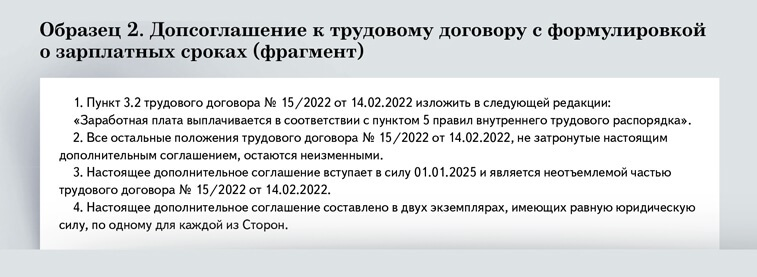 Образец 2. Допсоглашение к трудовому договору с формулировкой
о зарплатных сроках (фрагмент)
1. Пункт 3.2 трудового договора № 15/2022 от 14.02.2022 изложить в следующей редакции:
«Заработная плата выплачивается в соответствии с пунктом 5 правил внутреннего трудового распорядка».
2. Все остальные положения трудового договора № 15/2022 от 14.02.2022, не затронутые настоящим
дополнительным соглашением, остаются неизменными.
3. Настоящее дополнительное соглашение вступает в силу 01.01.2025 и является неотъемлемой частью
трудового договора № 15/2022 от 14.02.2022.
4. Настоящее дополнительное соглашение составлено в двух экземплярах, имеющих равную юридическую
силу, по одному для каждой из Сторон.